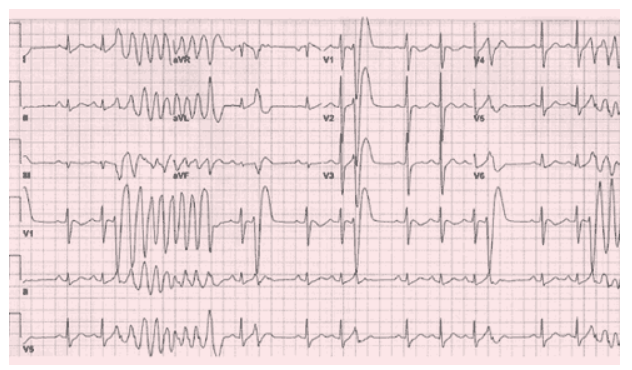 I aVR V1 V4
II aVL V2 V5
III aVF V3 V6
V1
II
V5